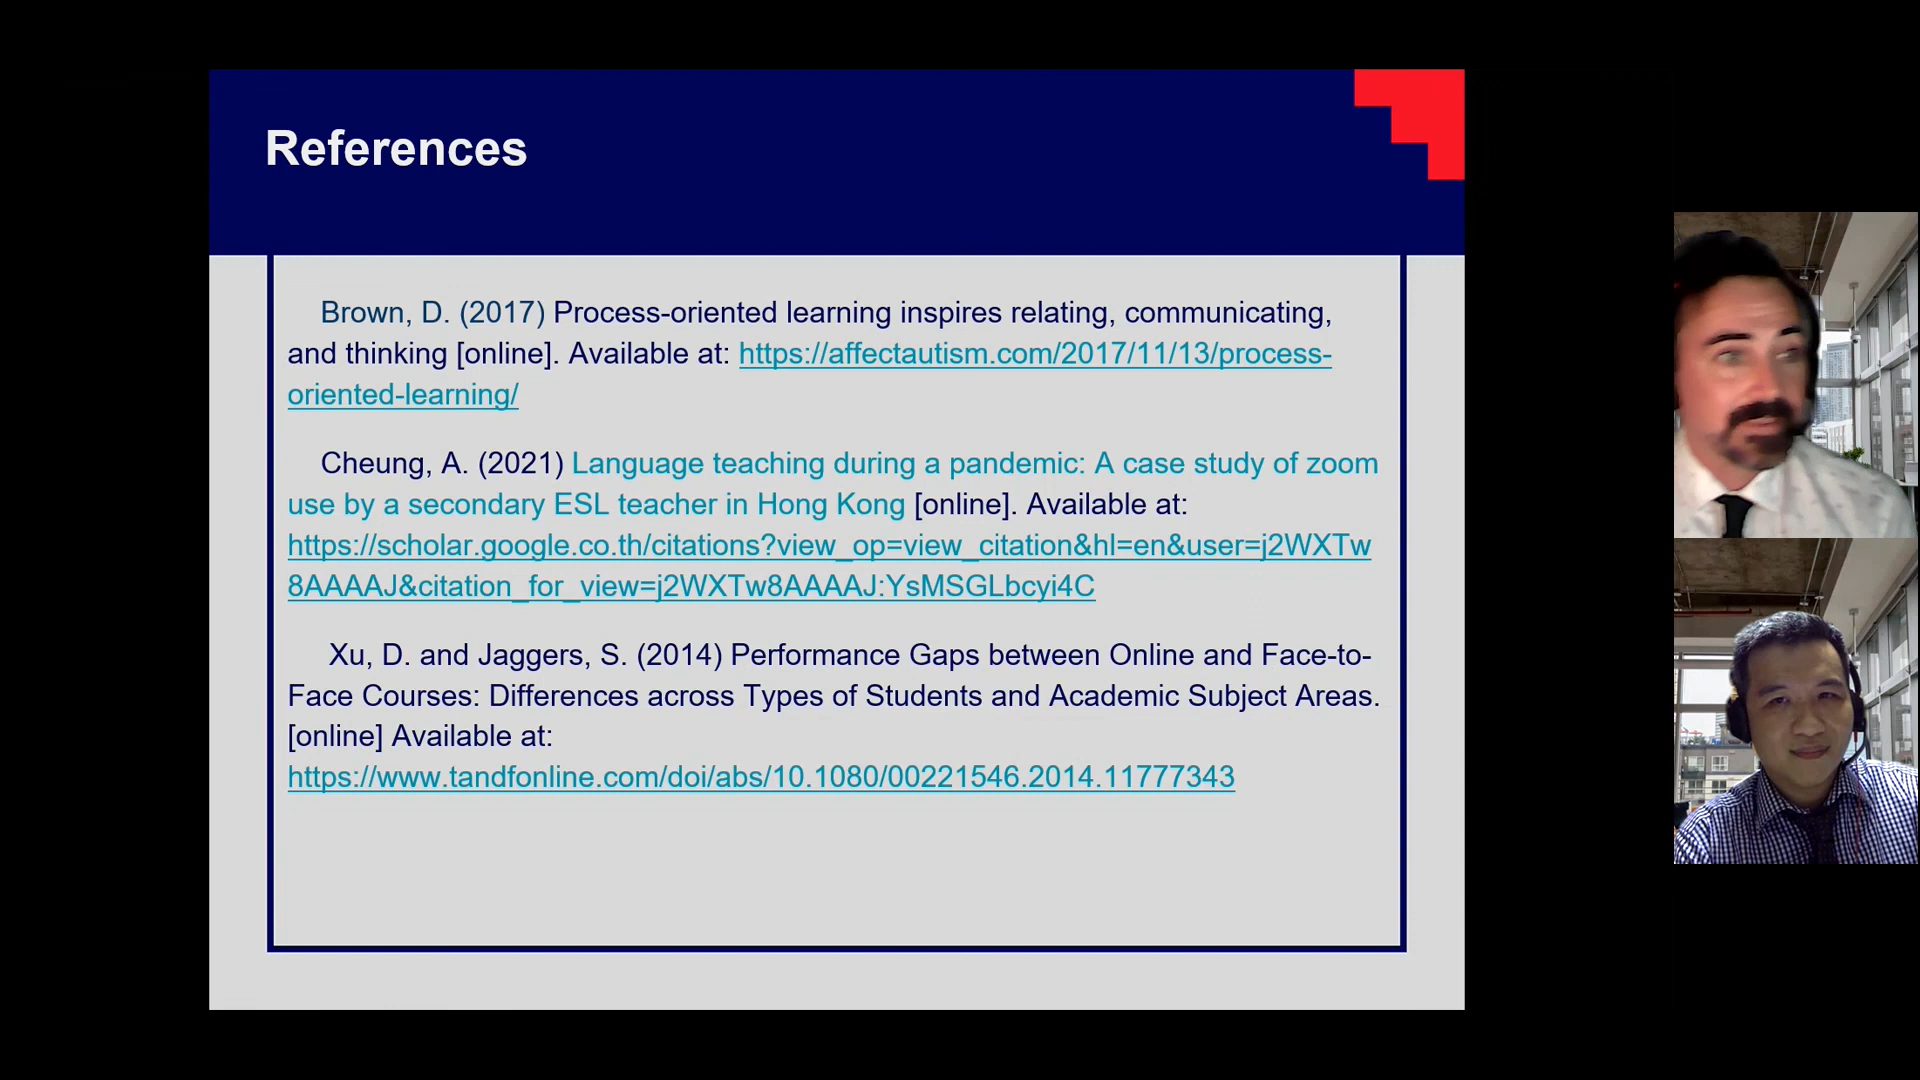 References
Brown, D. (2017) Process-oriented learning inspires relating, communicating,
and thinking [online]. Available at: https://affectautism.com/2017/11/13/process-
oriented-learning/
Cheung, A. (2021) Language teaching during a pandemic: A case study of zoom
use by a secondary ESL teacher in Hong Kong [online]. Available at:
https://scholar.google.co.th/citations?view_op=view_citation&hl=en&user=j2WXTw
8AAAAJ&citation_for_view=j2WXTw8AAAAJ:YsMSGLbcyi4C
Xu, D. and Jaggers, S. (2014) Performance Gaps between Online and Face-to-
Face Courses: Differences across Types of Students and Academic Subject Areas.
[online] Available at:
https://www.tandfonline.com/doi/abs/10.1080/00221546.2014.11777343